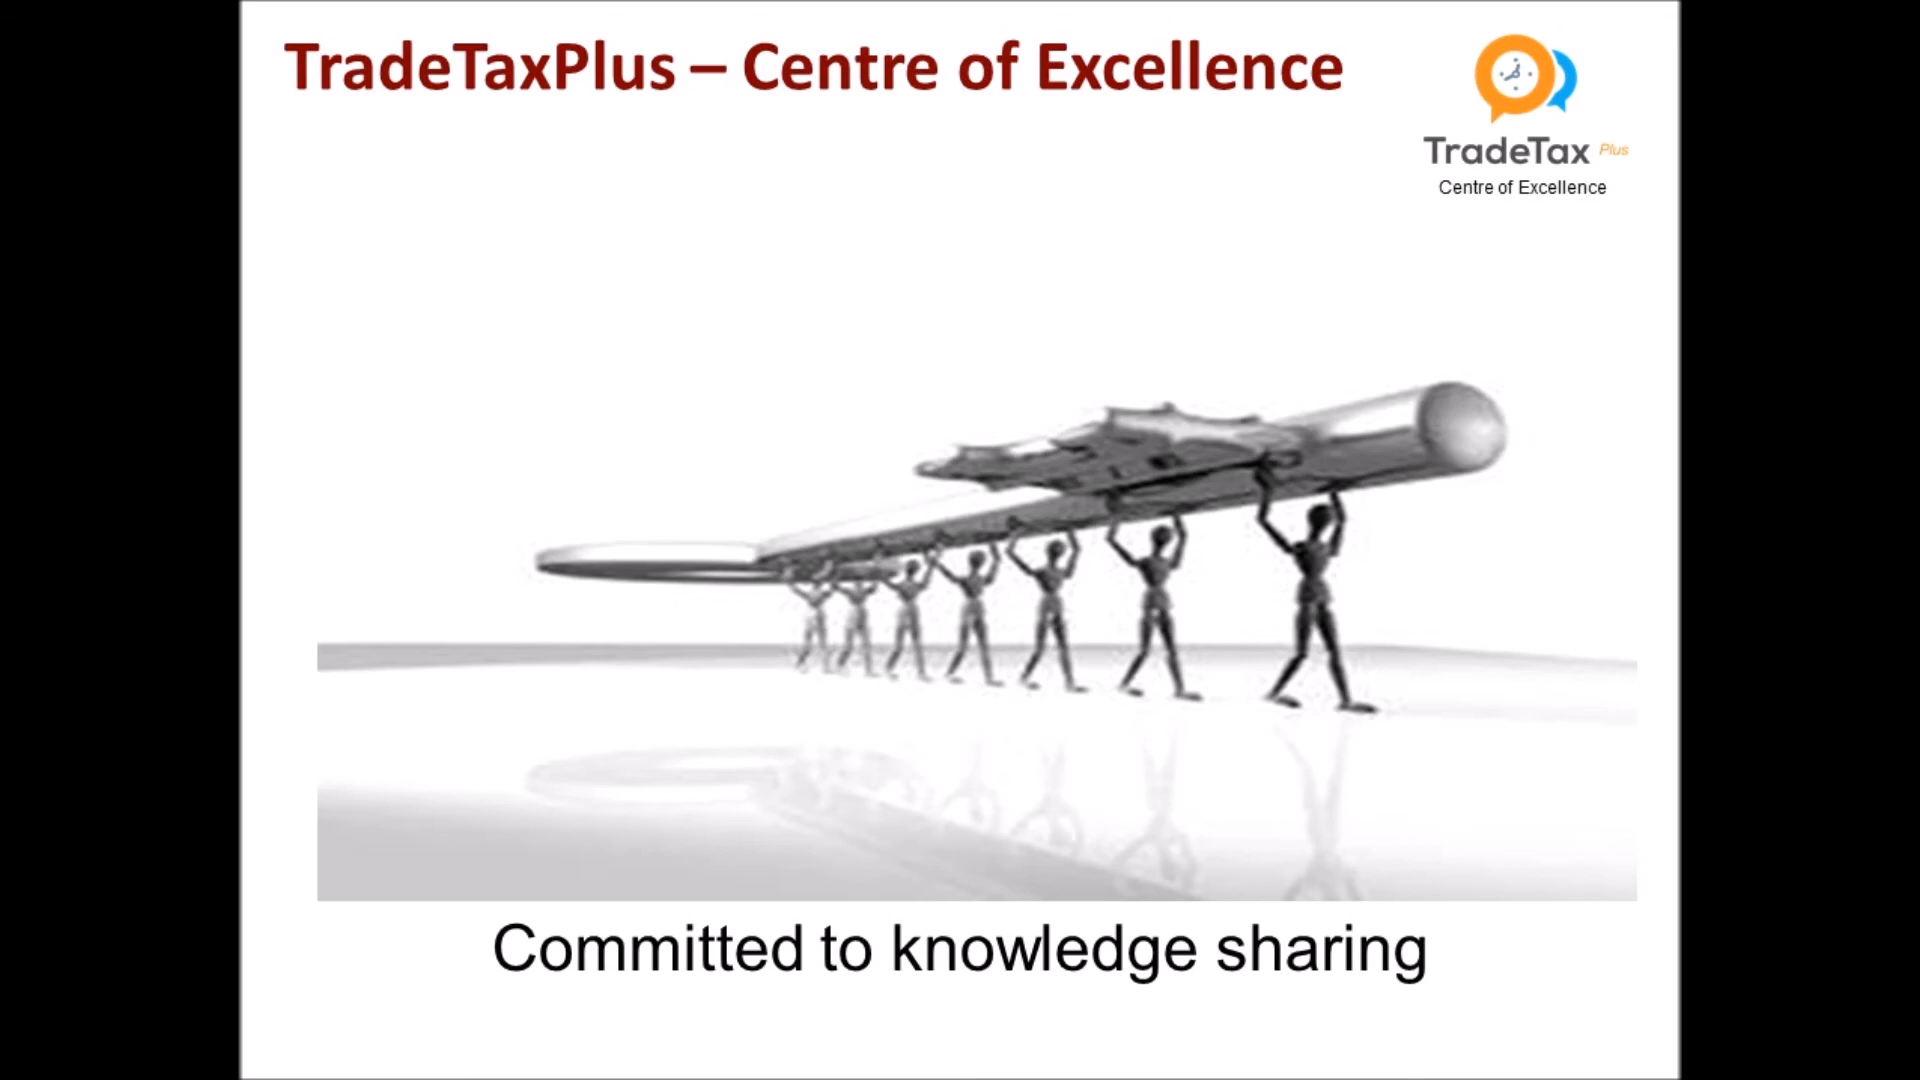 TradeTaxPlus – Centre of Excellence
TradeTax Plus
Centre of Excellence
Committed to knowledge sharing